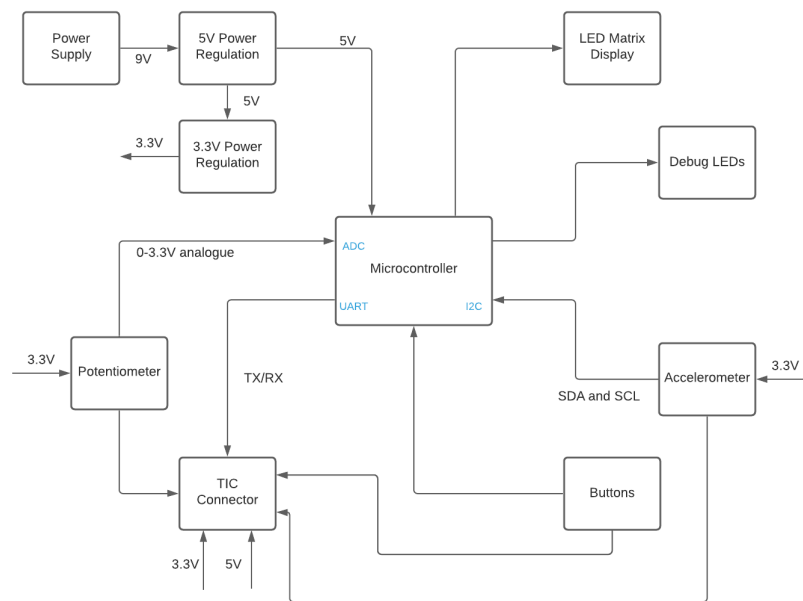 Power
Supply
9V
5V Power
Regulation
5V
LED Matrix
Display
5V
3.3V
3.3V Power
Regulation
Debug LEDs
0-3.3V analogue
ADC
Microcontroller
UART
I2C
3.3V
Potentiometer
TX/RX
SDA and SCL
Accelerometer
3.3V
TIC
Connector
Buttons
3.3V
5V